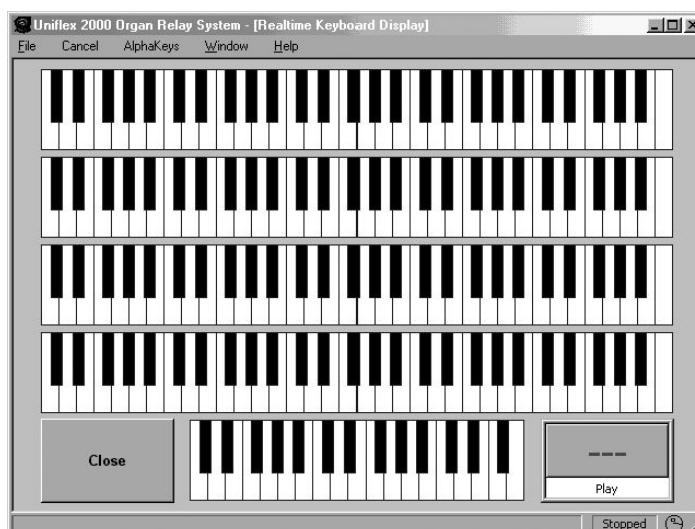 Uniflex 2000 Organ Relay System - [Realtime Keyboard Display]
File Cancel AlphaKeys Window Help
Close
---
Play
Stopped